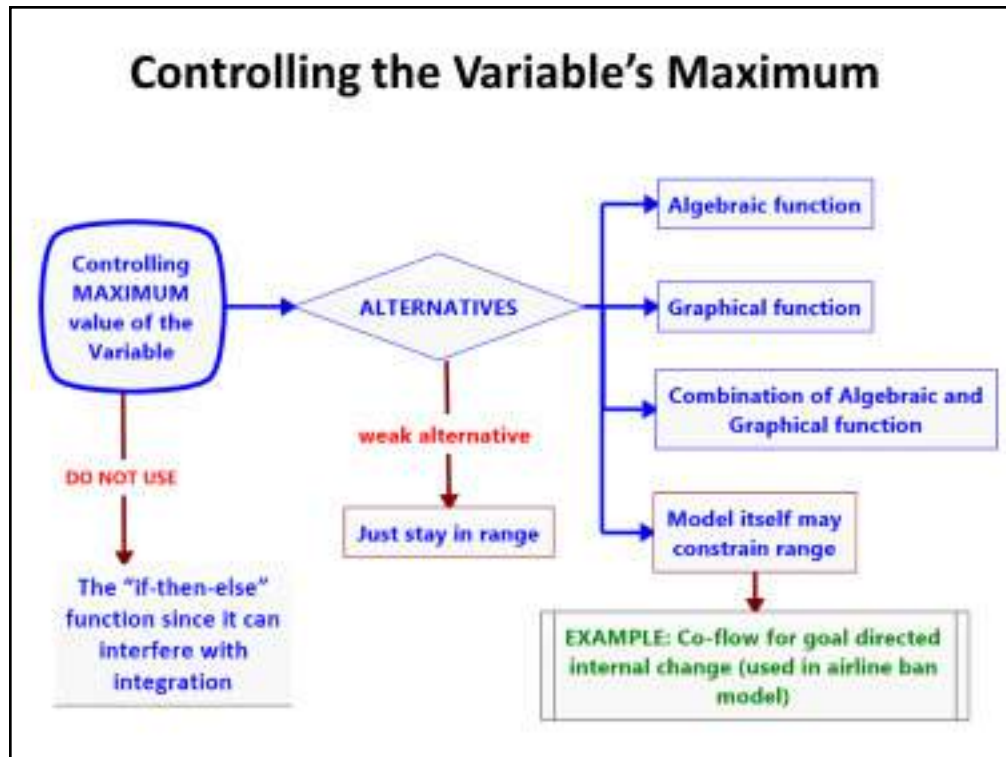 Controlling the Variable's Maximum
Controlling
MAXIMUM
value of the
Variable
DO NOT USE
The "if-then-else"
function since it can
interfere with
integration
ALTERNATIVES
weak alternative
Just stay in range
Algebraic function
Graphical function
Combination of Algebraic and
Graphical function
Model itself may
constrain range
EXAMPLE: Co-flow for goal directed
internal change (used in airline ban
model)